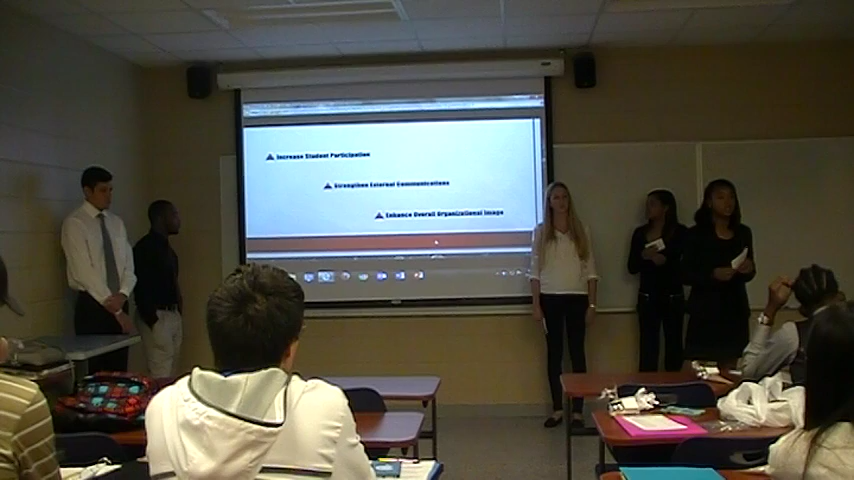 Increase Student Participation
Strengthen External Communications
Enhance Overall Organizational Image